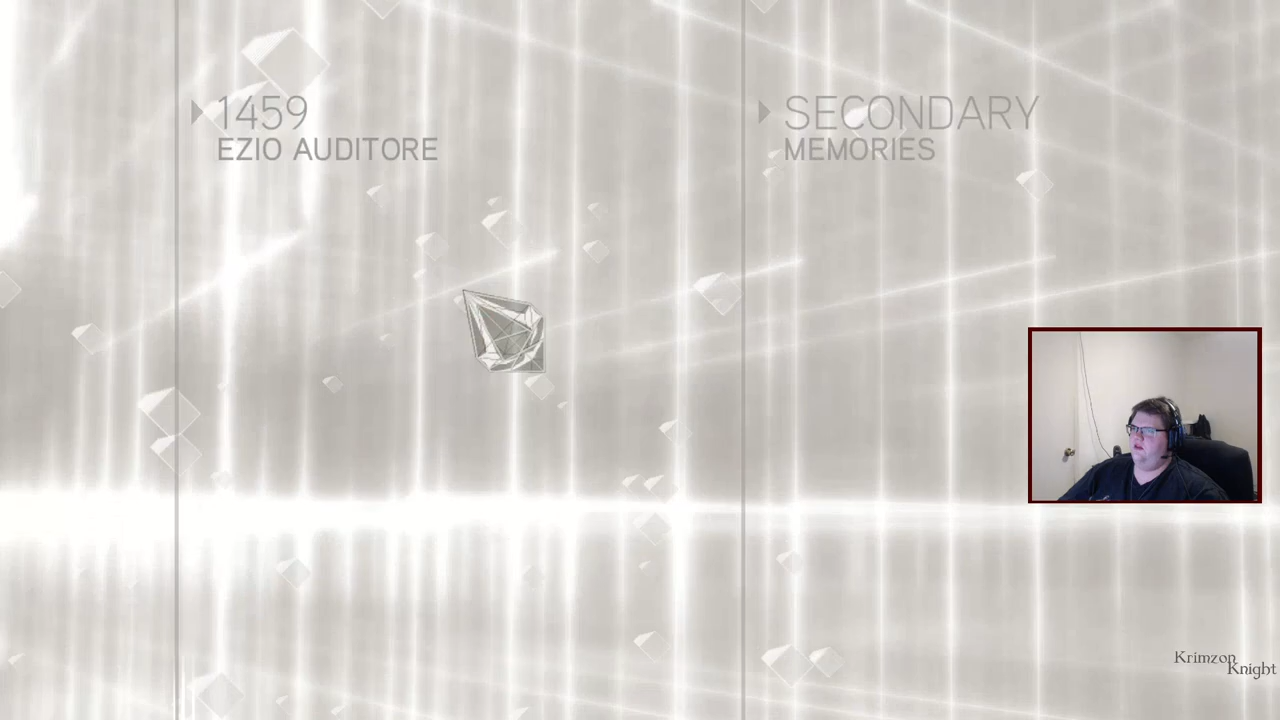 1459
EZIO AUDITORE
SECONDARY
MEMORIES
Krimzon
Knight